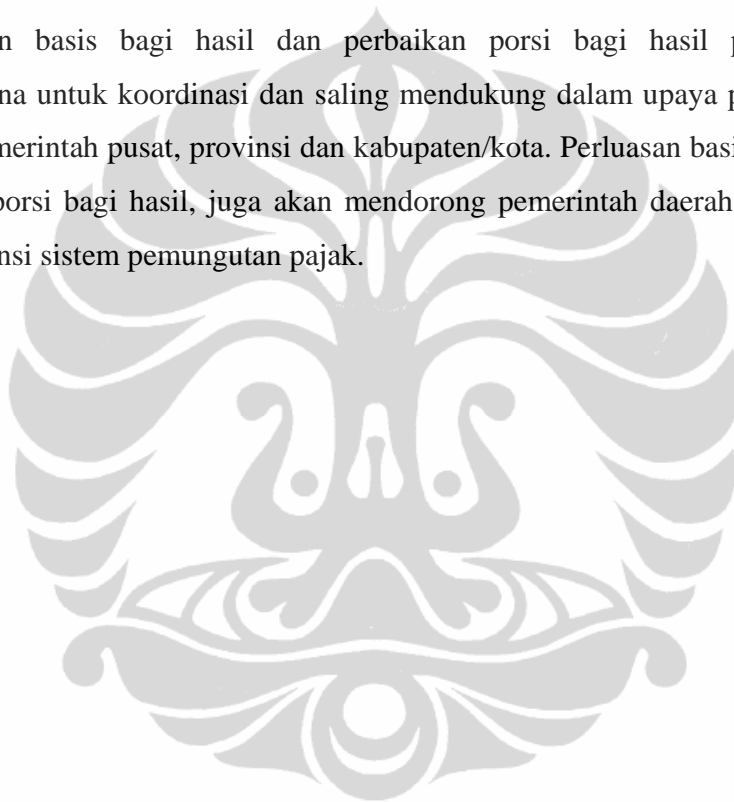 n basis bagi hasil dan perbaikan porsi bagi hasil p
na untuk koordinasi dan saling mendukung dalam upaya p
merintah pusat, provinsi dan kabupaten/kota. Perluasan basi
porsi bagi hasil, juga akan mendorong pemerintah daerah
nsi sistem pemungutan pajak.